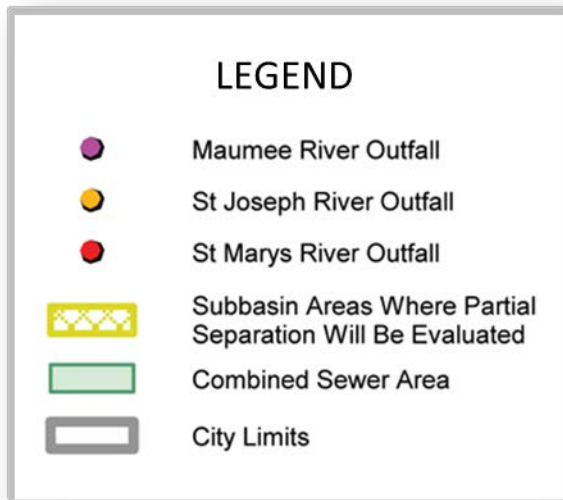 LEGEND
Maumee River Outfall
St Joseph River Outfall
St Marys River Outfall
Subbasin Areas Where Partial
Separation Will Be Evaluated
Combined Sewer Area
City Limits